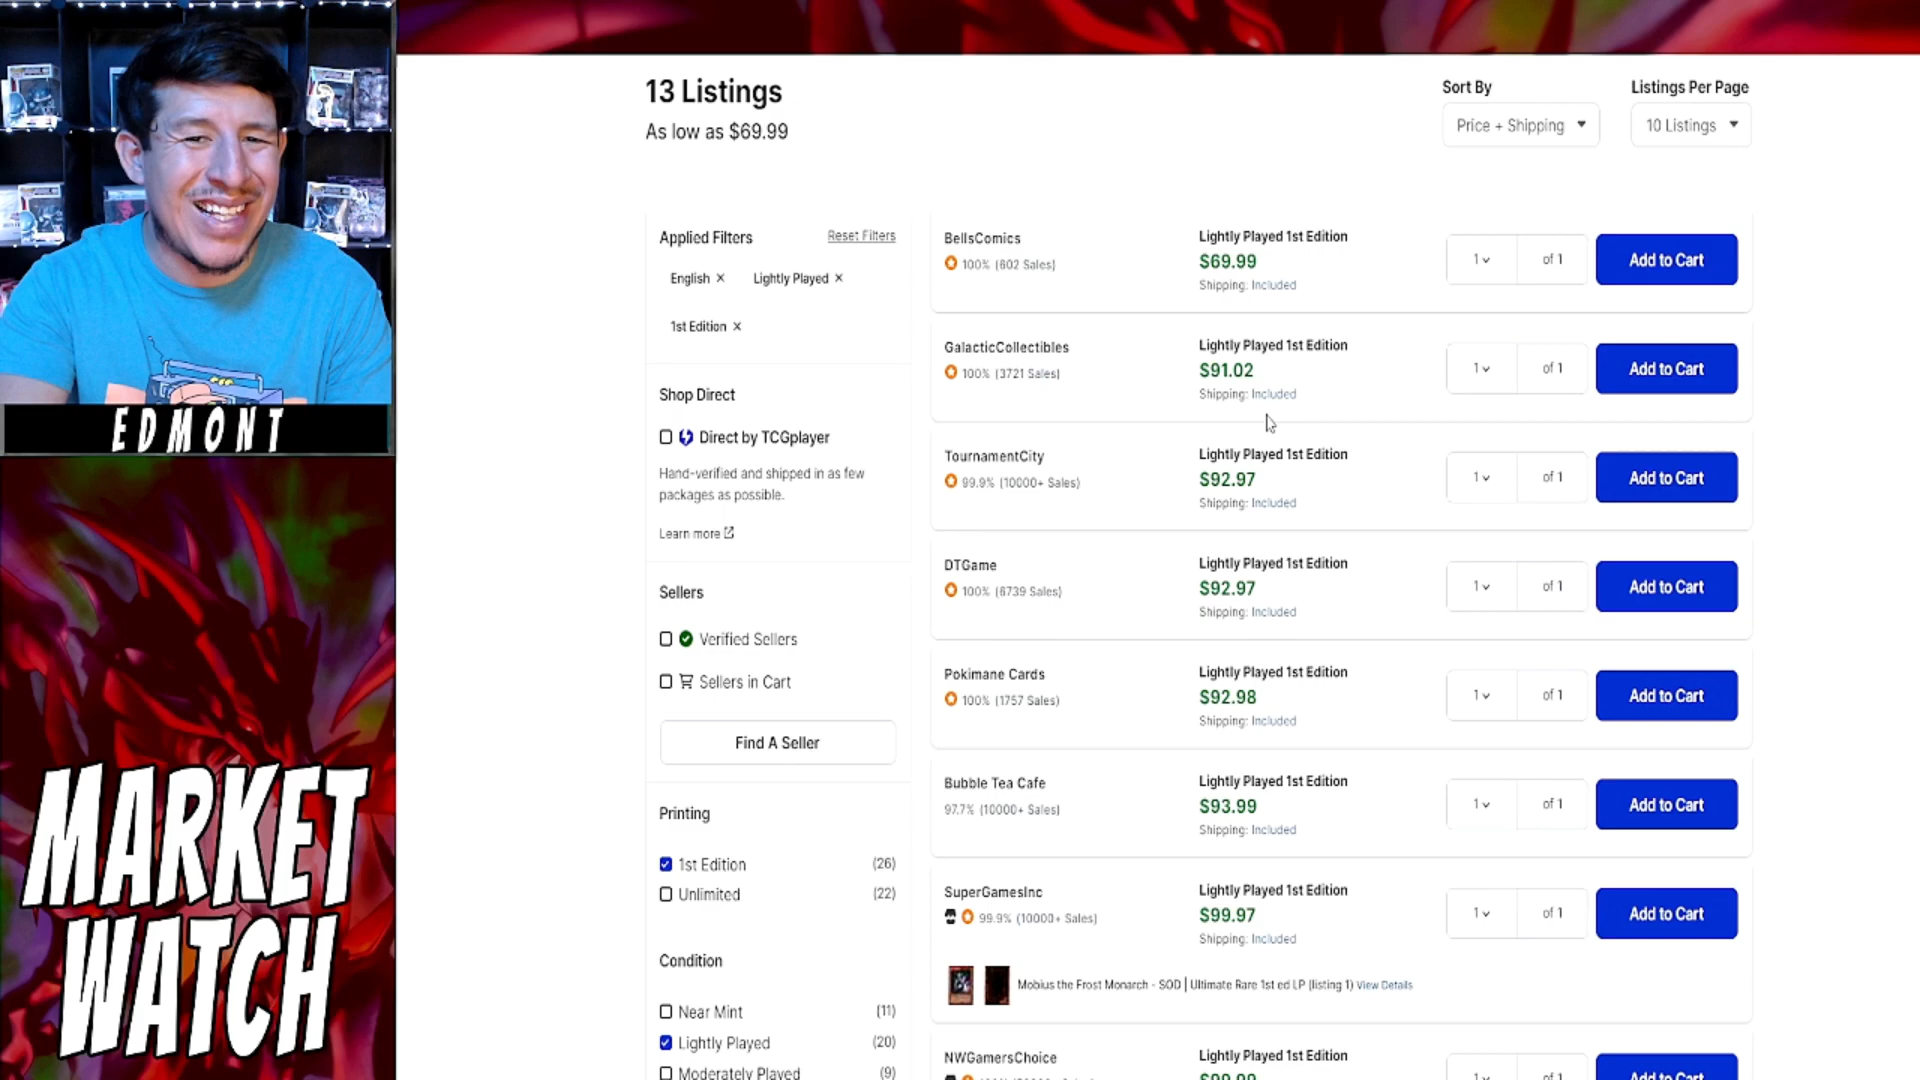 EDMONT
MARKET
WATCH
13 Listings
As low as $69.99
Sort By
Price + Shipping
Listings Per Page
10 Listings
Applied Filters
Reset Filters
English ×
Lightly Played ×
1st Edition ×
Shop Direct
Direct by TCGplayer
Hand-verified and shipped in as few
packages as possible.
Learn more
Sellers
Verified Sellers
Sellers in Cart
Find A Seller
Printing
1st Edition (26)
Unlimited (22)
Condition
Near Mint (11)
Lightly Played (20)
Moderately Played (9)
BellsComics
100% (602 Sales)
Lightly Played 1st Edition
$69.99
Shipping: Included
1 of 1
Add to Cart
GalacticCollectibles
100% (3721 Sales)
Lightly Played 1st Edition
$91.02
Shipping: Included
1 of 1
Add to Cart
TournamentCity
99.9% (10000+ Sales)
Lightly Played 1st Edition
$92.97
Shipping: Included
1 of 1
Add to Cart
DTGame
100% (6739 Sales)
Lightly Played 1st Edition
$92.97
Shipping: Included
1 of 1
Add to Cart
Pokimane Cards
100% (1757 Sales)
Lightly Played 1st Edition
$92.98
Shipping: Included
1 of 1
Add to Cart
Bubble Tea Cafe
97.7% (10000+ Sales)
Lightly Played 1st Edition
$93.99
Shipping: Included
1 of 1
Add to Cart
SuperGamesInc
99.9% (10000+ Sales)
Lightly Played 1st Edition
$99.97
Shipping: Included
1 of 1
Add to Cart
Mobius the Frost Monarch - SOD | Ultimate Rare 1st ed LP (listing 1) View Details
NWGamersChoice
Lightly Played 1st Edition
$99.99
1 of 1
Add to Cart